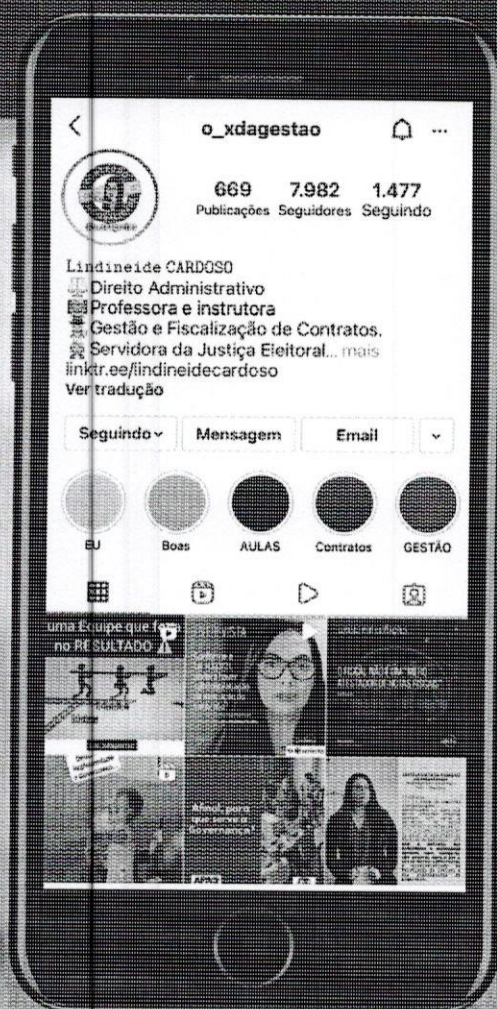 o_xdagestao
...
669 7.982 1.477
Publicações Seguidores Seguindo
Lindineide CARDOSO
Direito Administrativo
Professora e instrutora
Gestão e Fiscalização de Contratos.
Servidora da Justiça Eleitoral... mais
linktr.ee/lindineidecardoso
Ver tradução
Seguindo Mensagem Email
EU Boas AULAS Contratos GESTÃO
uma Equipe que
no RESULTADO
Afinal, para
que serve a
Governança?